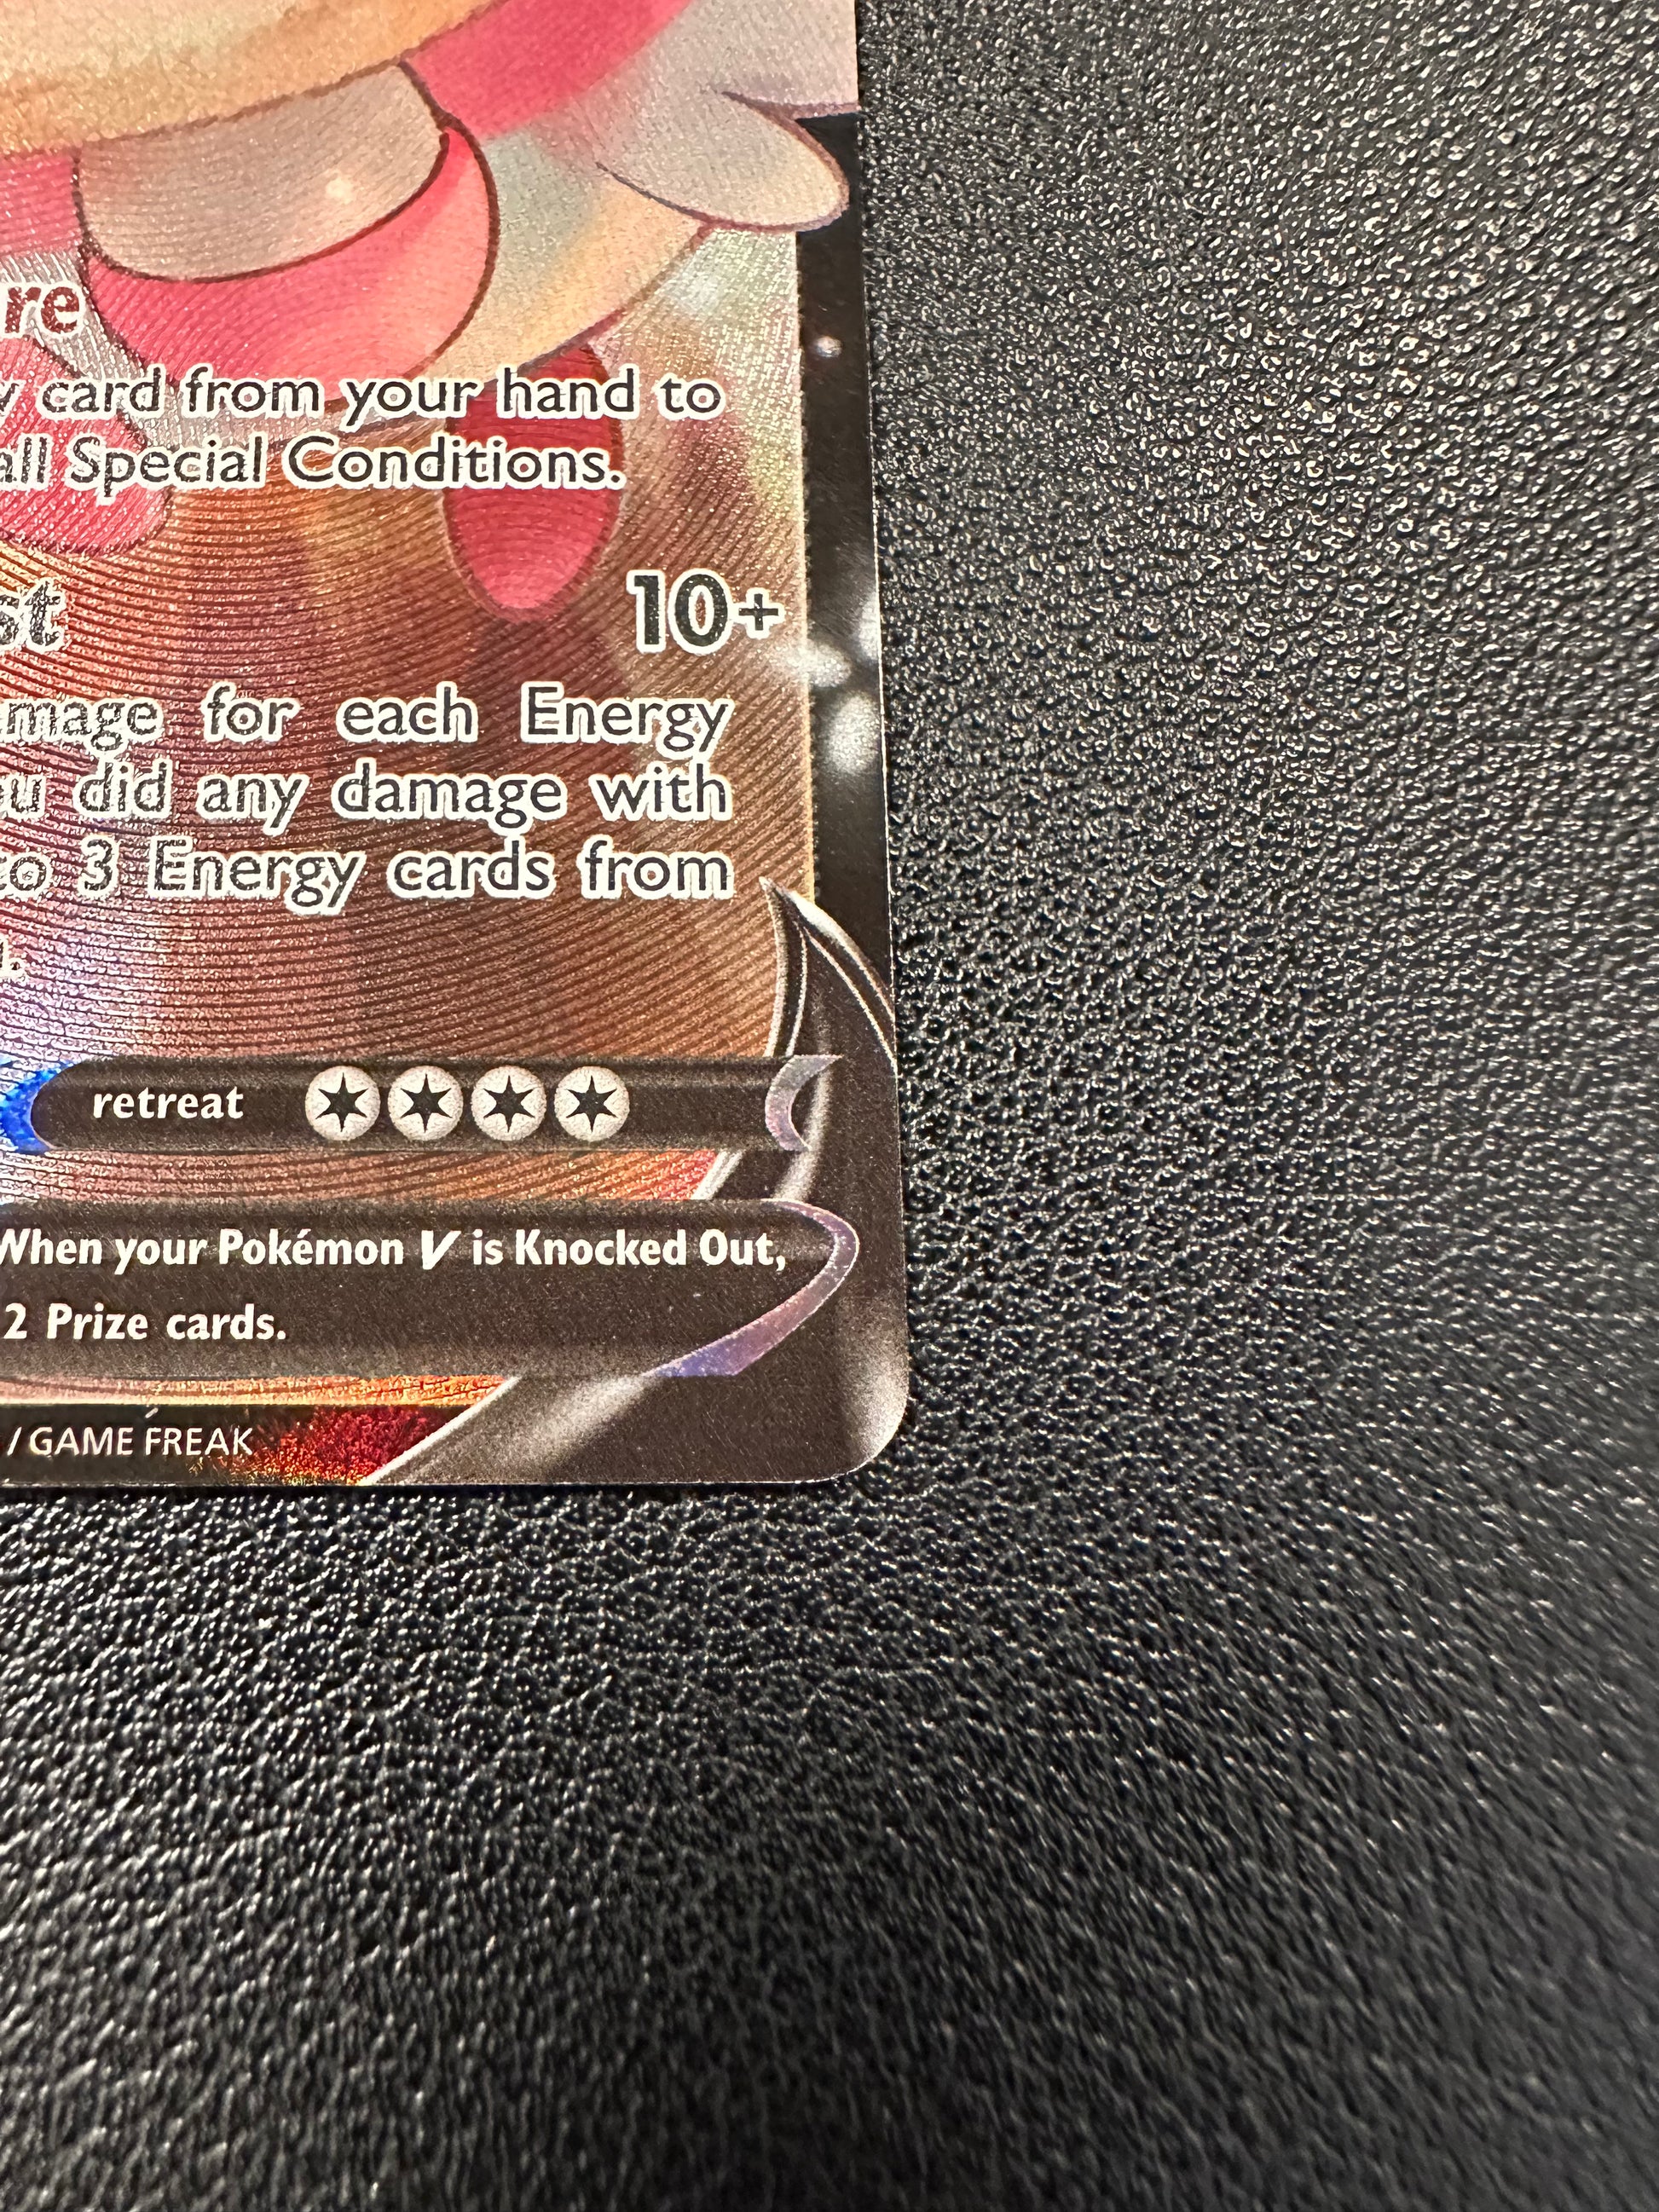 re
card from your hand to
all Special Conditions.
st
10+
mage for each Energy
u did any damage with
to 3 Energy cards from
.
retreat
When your Pokémon V is Knocked Out,
2 Prize cards.
/ GAME FREAK